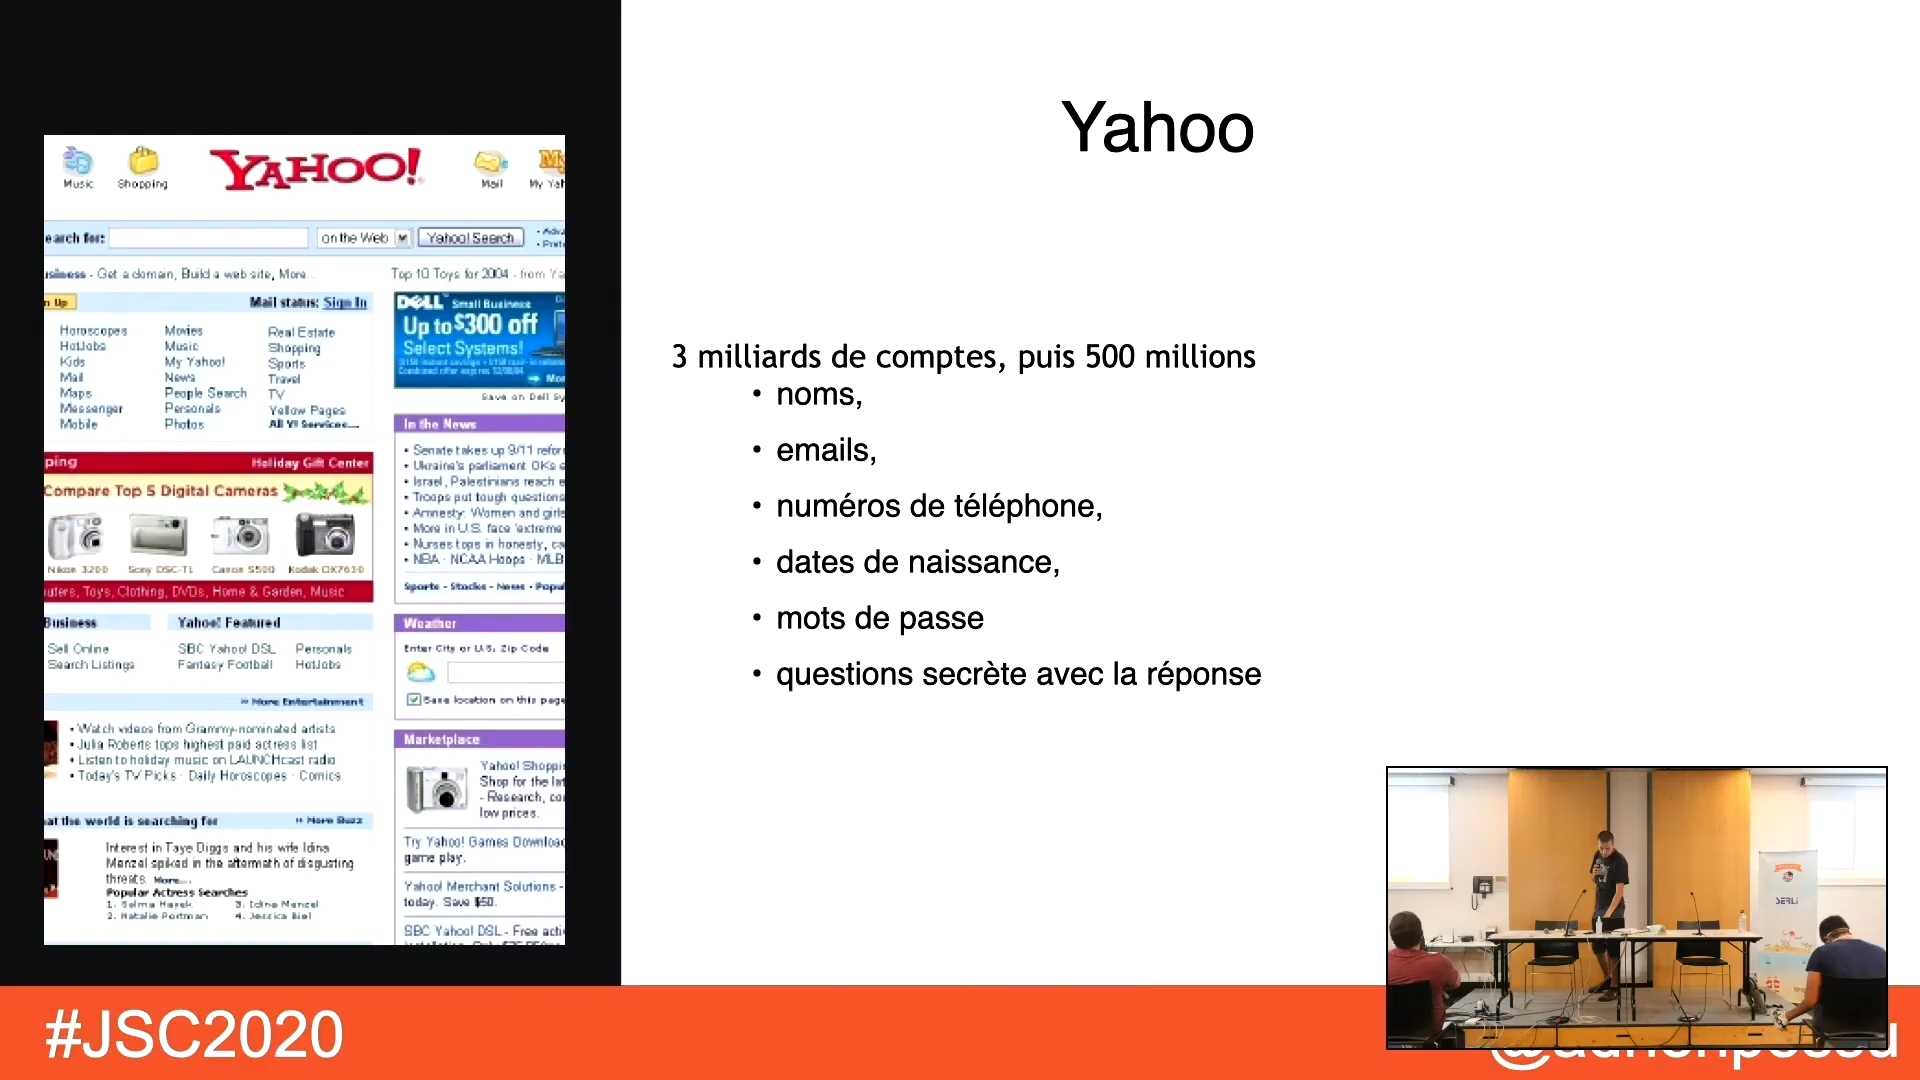 Yahoo
3 milliards de comptes, puis 500 millions
• noms,
• emails,
• numéros de téléphone,
• dates de naissance,
• mots de passe
• questions secrète avec la réponse
Music
Shopping
YAHOO!
Mail
earch for:
on the Web
Yahoo! Search
usiness - Get a domain, Build a web site, More...
Top 10 Toys for 2004 - from Ya
n Up
Mail status: Sign In
Horoscopes Movies Real Estate
HotJobs Music Shopping
Kids My Yahoo! Sports
Mail News Travel
Maps People Search TV
Messenger Personals Yellow Pages
Mobile Photos All Y! Services...
DELL Small Business
Up to $300 off
Select Systems!
Save on Dell Sy
ping Holiday Gift Center
Compare Top 5 Digital Cameras
Nikon 3200 Sony DSC-T1 Canon S500 Kodak DX7630
uters, Toys, Clothing, DVDs, Home & Garden, Music
In the News
• Senate takes up 9/11 refor
• Ukraine's parliament OKs
• Israel, Palestinians reach
• Troops put tough questions
• Amnesty: Women and girls
• More in U.S. face 'extreme
• Nurses tops in honesty,
• NBA · NCAA Hoops · MLB
Sports - Stocks - News - Popul
Business
Sell Online
Search Listings
Yahoo! Featured
SBC Yahoo! DSL Personals
Fantasy Football HotJobs
Weather
Enter City or U.S. Zip Code
Save location on this page
» More Entertainment
• Watch videos from Grammy-nominated artists
• Julia Roberts tops highest paid actress list
• Listen to holiday music on LAUNCHcast radio
• Today's TV Picks · Daily Horoscopes · Comics
Marketplace
Yahoo! Shoppi
Shop for the lat
- Research, co
low prices.
at the world is searching for » More Buzz
Interest in Taye Diggs and his wife Idina
Menzel spiked in the aftermath of disgusting
threats. More...
Popular Actress Searches
1. Salma Hayek 3. Idina Menzel
2. Natalie Portman 4. Jessica Biel
Try Yahoo! Games Downloa
game play.
Yahoo! Merchant Solutions -
today. Save $50.
SBC Yahoo! DSL - Free acti
SERLI
#JSC2020